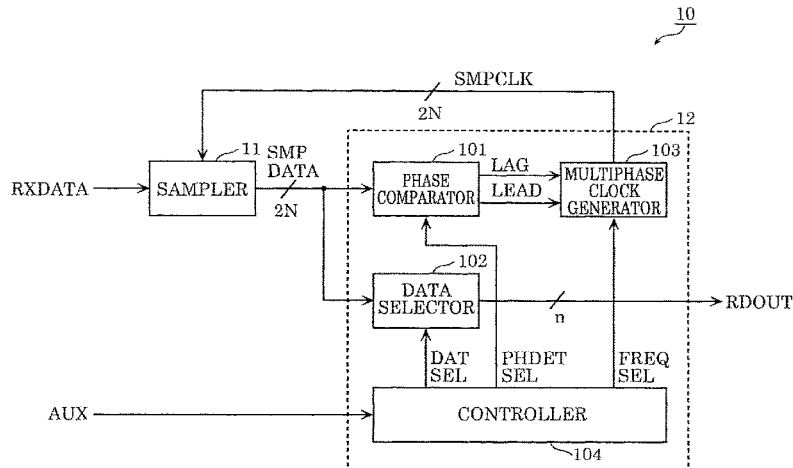 10
SMPCLK
2N
12
11
SMP
DATA
2N
101
LAG
LEAD
103
RXDATA
SAMPLER
PHASE
COMPARATOR
MULTIPHASE
CLOCK
GENERATOR
102
DATA
SELECTOR
n
RDOUT
DAT
SEL
PHDET
SEL
FREQ
SEL
AUX
CONTROLLER
104